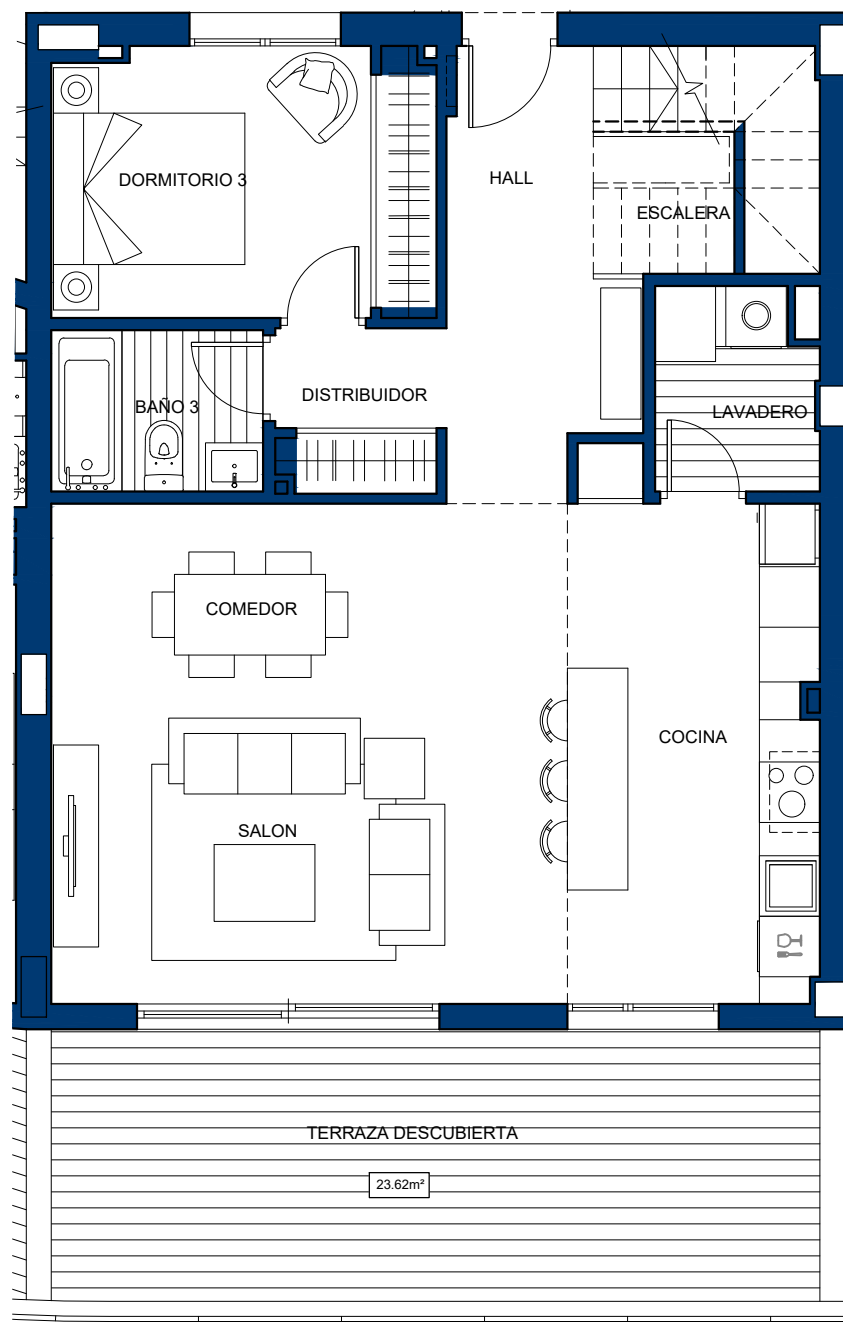 DORMITORIO 3
HALL
ESCALERA
BAÑO 3
DISTRIBUIDOR
LAVADERO
COMEDOR
COCINA
SALON
TERRAZA DESCUBIERTA
23.62m²